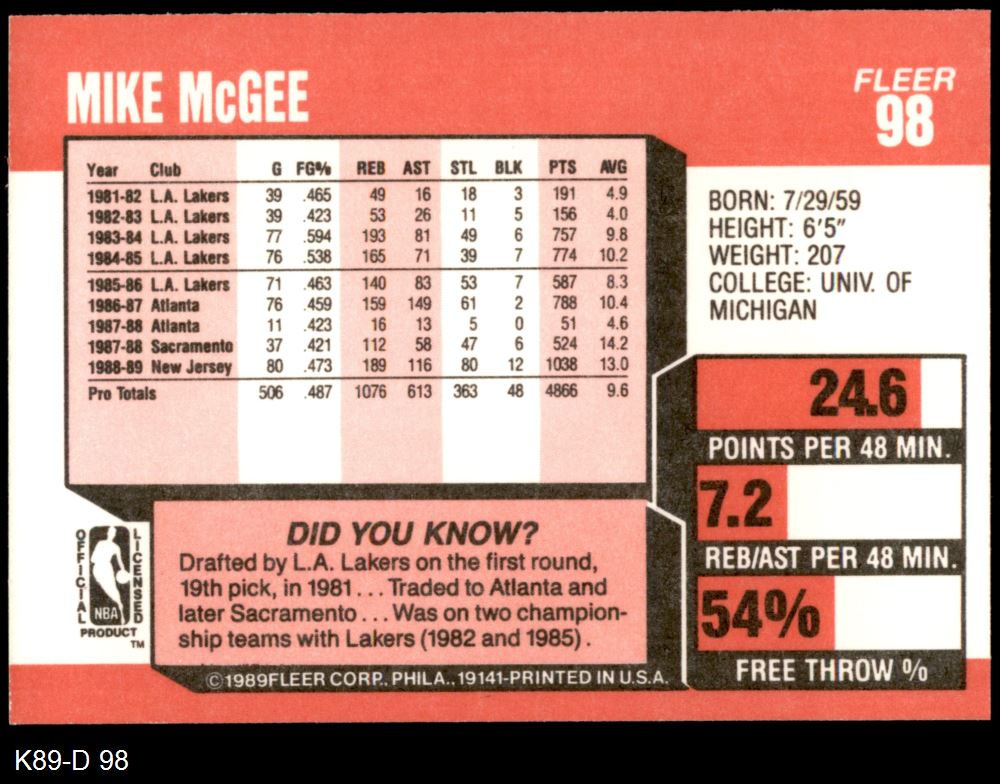 MIKE McGEE
FLEER
98
Year Club G FG% REB AST STL BLK PTS AVG
1981-82 L.A. Lakers 39 .465 49 16 18 3 191 4.9
1982-83 L.A. Lakers 39 .423 53 26 11 5 156 4.0
1983-84 L.A. Lakers 77 .594 193 81 49 6 757 9.8
1984-85 L.A. Lakers 76 .538 165 71 39 7 774 10.2
1985-86 L.A. Lakers 71 .463 140 83 53 7 587 8.3
1986-87 Atlanta 76 .459 159 149 61 2 788 10.4
1987-88 Atlanta 11 .423 16 13 5 0 51 4.6
1987-88 Sacramento 37 .421 112 58 47 6 524 14.2
1988-89 New Jersey 80 .473 189 116 80 12 1038 13.0
Pro Totals 506 .487 1076 613 363 48 4866 9.6
BORN: 7/29/59
HEIGHT: 6'5"
WEIGHT: 207
COLLEGE: UNIV. OF
MICHIGAN
24.6
POINTS PER 48 MIN.
7.2
REB/AST PER 48 MIN.
54%
FREE THROW %
OFFICIAL
LICENSED
NBA
PRODUCT
TM
DID YOU KNOW?
Drafted by L.A. Lakers on the first round,
19th pick, in 1981 . . . Traded to Atlanta and
later Sacramento . . . Was on two champion-
ship teams with Lakers (1982 and 1985).
©1989FLEER CORP., PHILA., 19141-PRINTED IN U.S.A.
K89-D 98